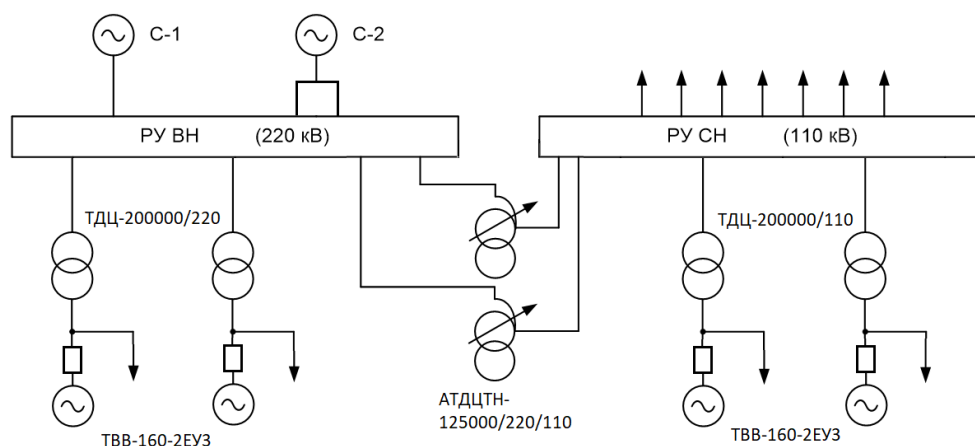 С-1
С-2
РУ ВН (220 кВ)
РУ СН (110 кВ)
ТДЦ-200000/220
ТДЦ-200000/110
АТДЦТН-
125000/220/110
ТВВ-160-2ЕУ3
ТВВ-160-2ЕУ3